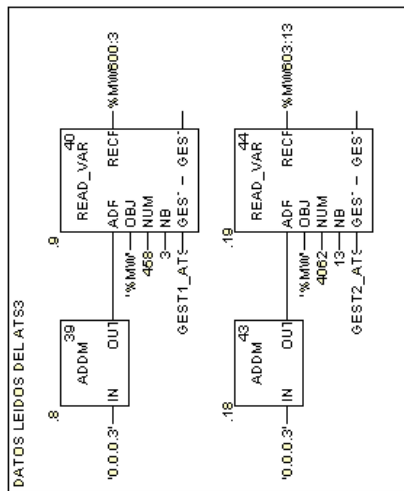 DATOS LEIDOS DEL ATS3
.8
39
ADDM
'0.0.0.3'
IN
OUT
.9
40
READ_VAR
ADR
RECP
%MW600:3
'%MW'
OBJ
458
NUM
3
NB
GEST1_ATS
GEST
GEST
.18
43
ADDM
'0.0.0.3'
IN
OUT
.19
44
READ_VAR
ADR
RECP
%MW603:13
'%MW'
OBJ
4062
NUM
13
NB
GEST2_ATS
GEST
GEST